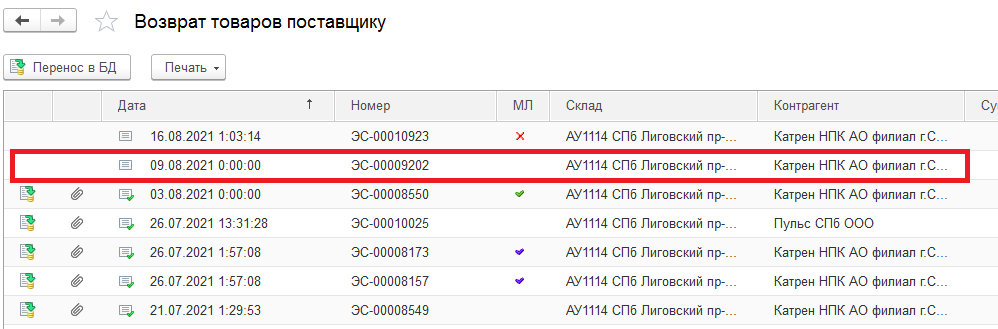 Возврат товаров поставщику
Перенос в БД Печать
Дата Номер МЛ Склад Контрагент Су
16.08.2021 1:03:14 ЭС-00010923 АУ1114 СПб Лиговский пр-... Катрен НПК АО филиал г.С...
09.08.2021 0:00:00 ЭС-00009202 АУ1114 СПб Лиговский пр-... Катрен НПК АО филиал г.С...
03.08.2021 0:00:00 ЭС-00008550 АУ1114 СПб Лиговский пр-... Катрен НПК АО филиал г.С...
26.07.2021 13:31:28 ЭС-00010025 АУ1114 СПб Лиговский пр-... Пульс СПб ООО
26.07.2021 1:57:08 ЭС-00008173 АУ1114 СПб Лиговский пр-... Катрен НПК АО филиал г.С...
26.07.2021 1:57:08 ЭС-00008157 АУ1114 СПб Лиговский пр-... Катрен НПК АО филиал г.С...
21.07.2021 1:29:53 ЭС-00008549 АУ1114 СПб Лиговский пр-... Катрен НПК АО филиал г.С...